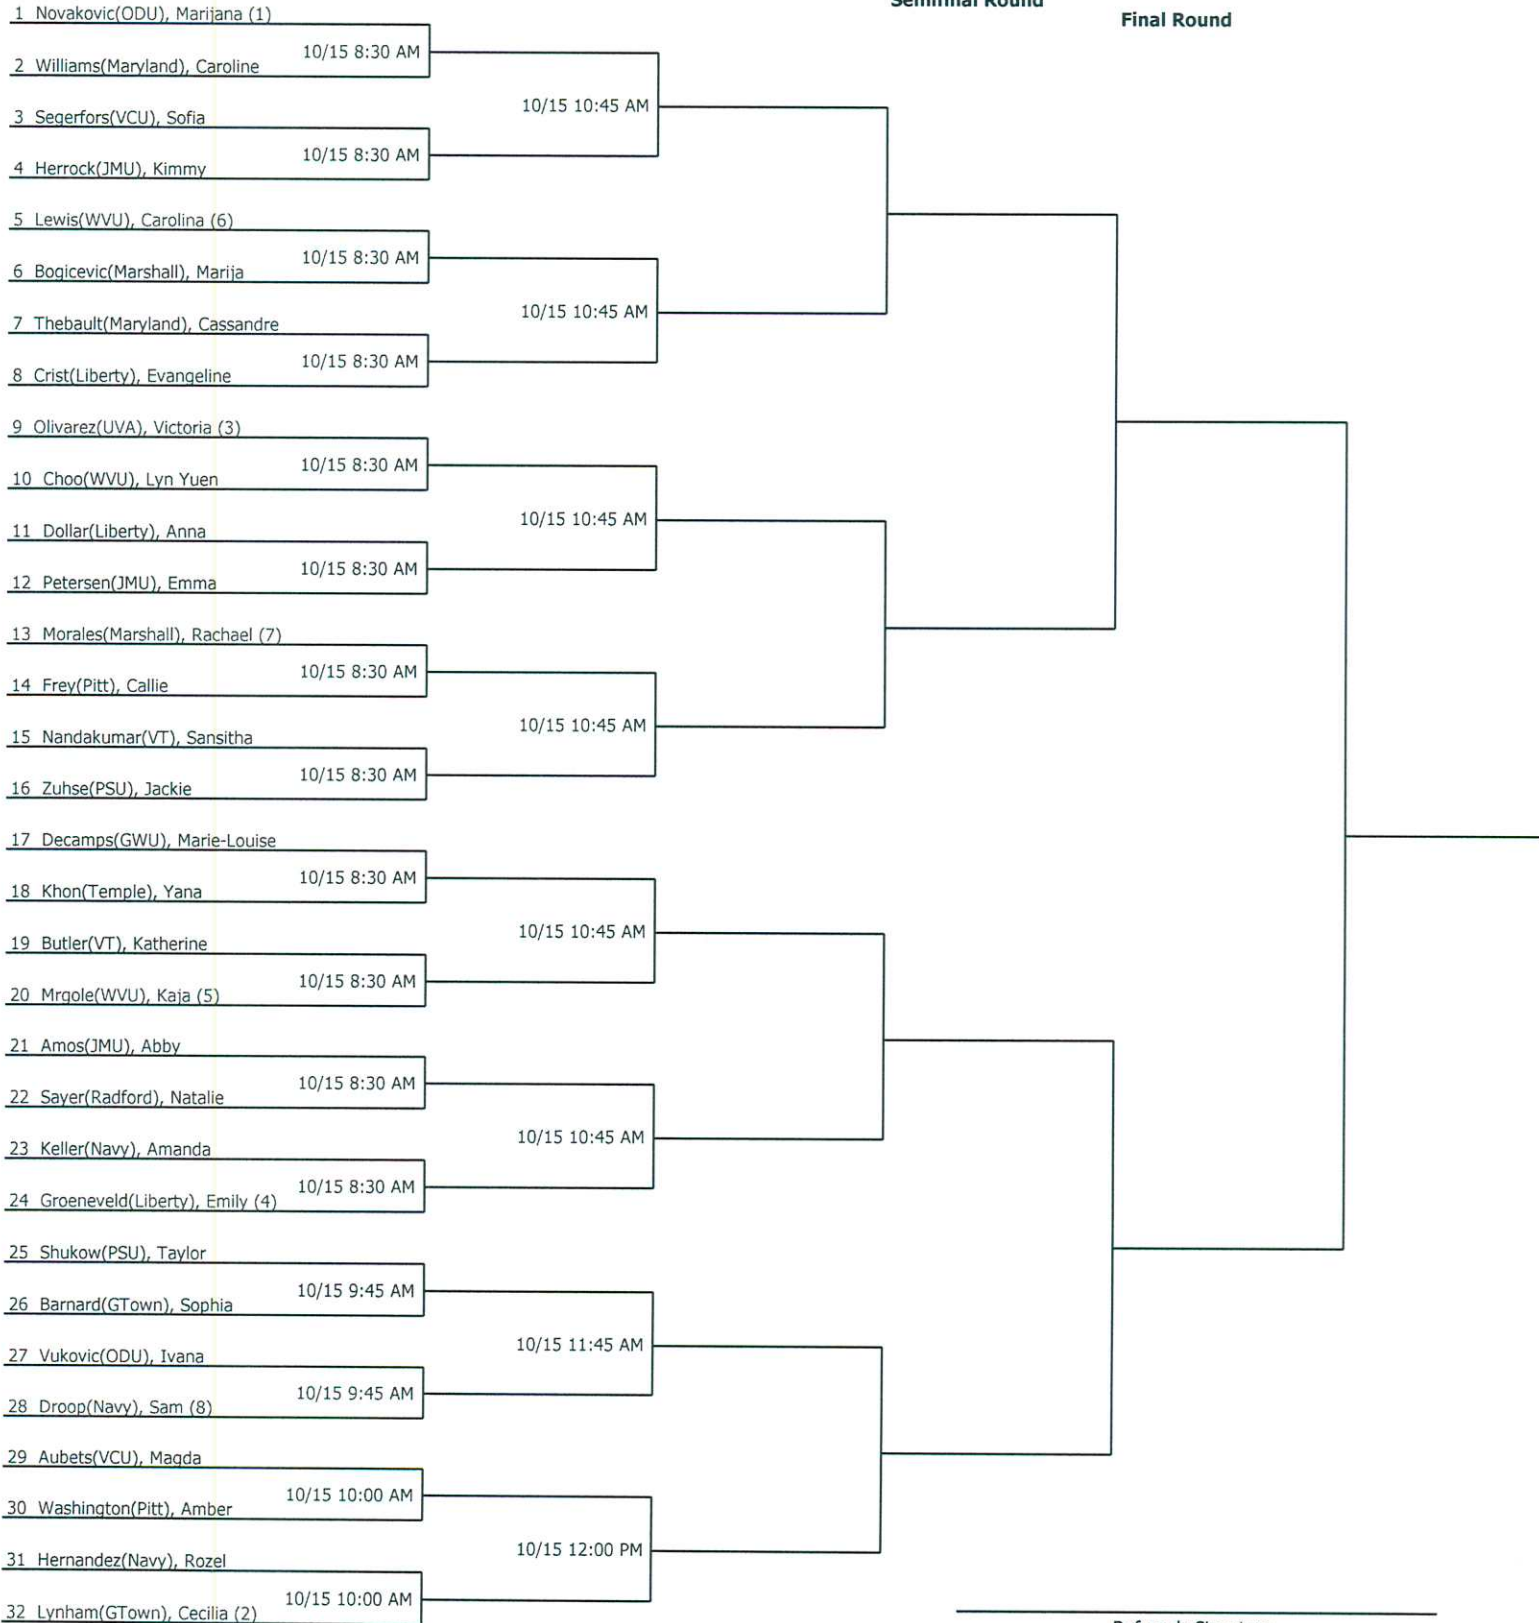 Semifinal Round
Final Round
1 Novakovic(ODU), Marijana (1)
10/15 8:30 AM
2 Williams(Maryland), Caroline
10/15 10:45 AM
3 Segerfors(VCU), Sofia
10/15 8:30 AM
4 Herrock(JMU), Kimmy
5 Lewis(WVU), Carolina (6)
10/15 8:30 AM
6 Bogicevic(Marshall), Marija
10/15 10:45 AM
7 Thebault(Maryland), Cassandre
10/15 8:30 AM
8 Crist(Liberty), Evangeline
9 Olivarez(UVA), Victoria (3)
10/15 8:30 AM
10 Choo(WVU), Lyn Yuen
10/15 10:45 AM
11 Dollar(Liberty), Anna
10/15 8:30 AM
12 Petersen(JMU), Emma
13 Morales(Marshall), Rachael (7)
10/15 8:30 AM
14 Frey(Pitt), Callie
10/15 10:45 AM
15 Nandakumar(VT), Sansitha
10/15 8:30 AM
16 Zuhse(PSU), Jackie
17 Decamps(GWU), Marie-Louise
10/15 8:30 AM
18 Khon(Temple), Yana
10/15 10:45 AM
19 Butler(VT), Katherine
10/15 8:30 AM
20 Mrgole(WVU), Kaja (5)
21 Amos(JMU), Abby
10/15 8:30 AM
22 Sayer(Radford), Natalie
10/15 10:45 AM
23 Keller(Navy), Amanda
10/15 8:30 AM
24 Groeneveld(Liberty), Emily (4)
25 Shukow(PSU), Taylor
10/15 9:45 AM
26 Barnard(GTown), Sophia
10/15 11:45 AM
27 Vukovic(ODU), Ivana
10/15 9:45 AM
28 Droop(Navy), Sam (8)
29 Aubets(VCU), Magda
10/15 10:00 AM
30 Washington(Pitt), Amber
10/15 12:00 PM
31 Hernandez(Navy), Rozel
10/15 10:00 AM
32 Lynham(GTown), Cecilia (2)